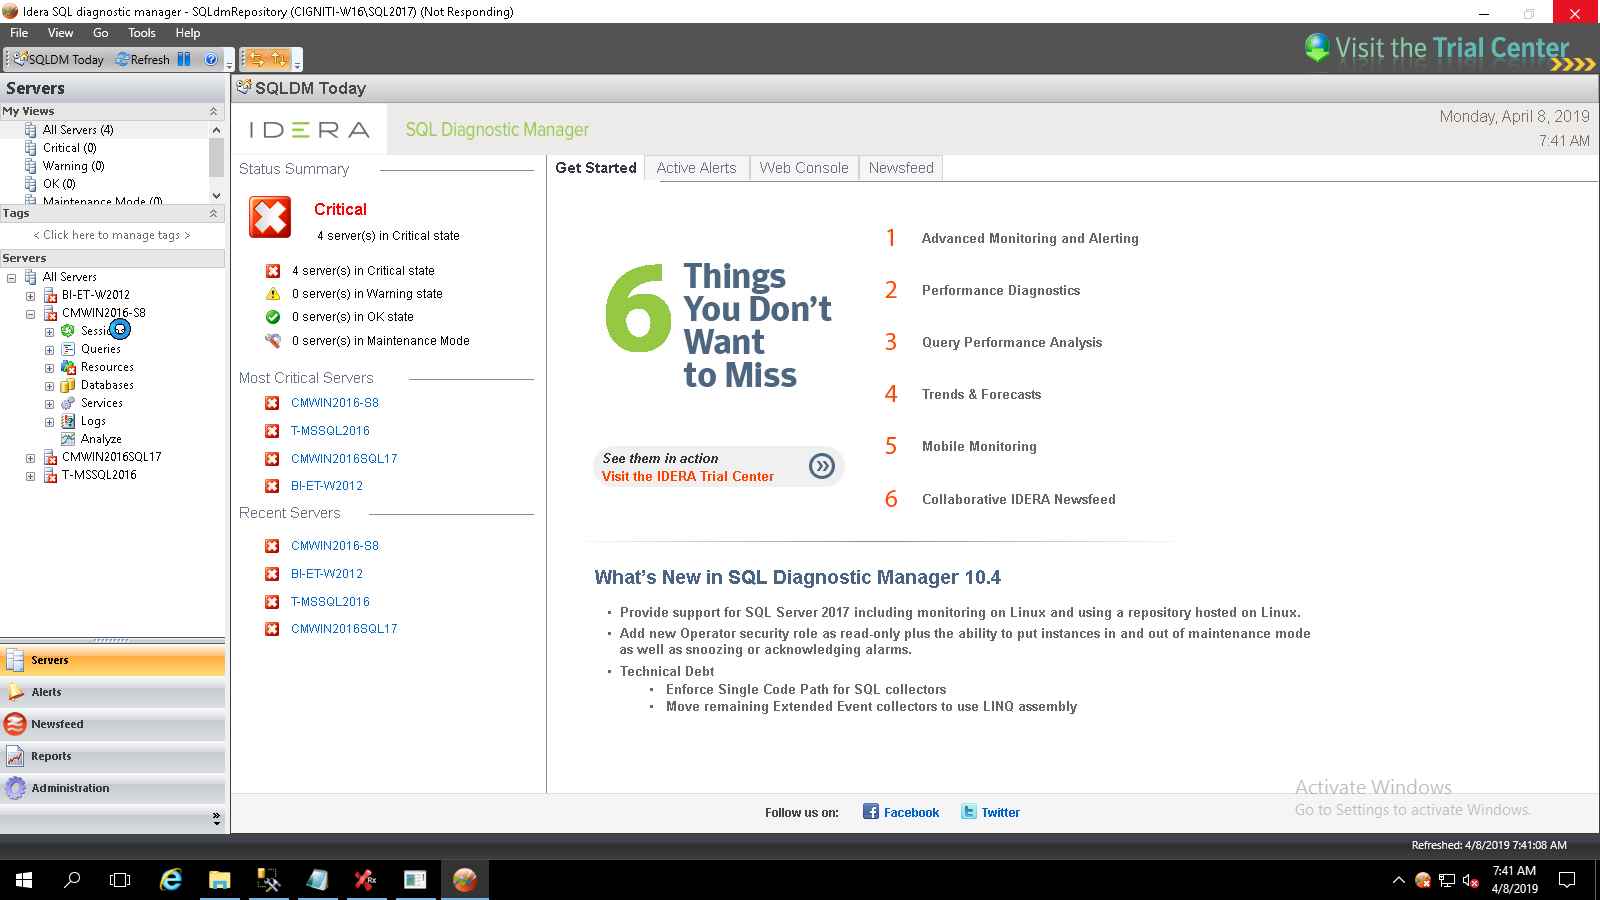 Idera SQL diagnostic manager - SQLdmRepository (CIGNITI-W16\SQL2017) (Not Responding)
File View Go Tools Help
SQLDM Today Refresh
Visit the Trial Center
Servers
My Views
All Servers (4)
Critical (0)
Warning (0)
OK (0)
Maintenance Mode (0)
Tags
< Click here to manage tags >
Servers
All Servers
BI-ET-W2012
CMWIN2016-S8
Queries
Resources
Databases
Services
Logs
Analyze
CMWIN2016SQL17
T-MSSQL2016
Servers
Alerts
Newsfeed
Reports
Administration
SQLDM Today
IDERA
SQL Diagnostic Manager
Monday, April 8, 2019
7:41 AM
Status Summary
Critical
4 server(s) in Critical state
4 server(s) in Critical state
0 server(s) in Warning state
0 server(s) in OK state
0 server(s) in Maintenance Mode
Most Critical Servers
CMWIN2016-S8
T-MSSQL2016
CMWIN2016SQL17
BI-ET-W2012
Recent Servers
CMWIN2016-S8
BI-ET-W2012
T-MSSQL2016
CMWIN2016SQL17
Get Started Active Alerts Web Console Newsfeed
6 Things
You Don't
Want
to Miss
See them in action
Visit the IDERA Trial Center
1 Advanced Monitoring and Alerting
2 Performance Diagnostics
3 Query Performance Analysis
4 Trends & Forecasts
5 Mobile Monitoring
6 Collaborative IDERA Newsfeed
What's New in SQL Diagnostic Manager 10.4
• Provide support for SQL Server 2017 including monitoring on Linux and using a repository hosted on Linux.
• Add new Operator security role as read-only plus the ability to put instances in and out of maintenance mode
as well as snoozing or acknowledging alarms.
• Technical Debt
• Enforce Single Code Path for SQL collectors
• Move remaining Extended Event collectors to use LINQ assembly
Activate Windows
Go to Settings to activate Windows.
Follow us on: Facebook Twitter
Refreshed: 4/8/2019 7:41:08 AM
7:41 AM
4/8/2019